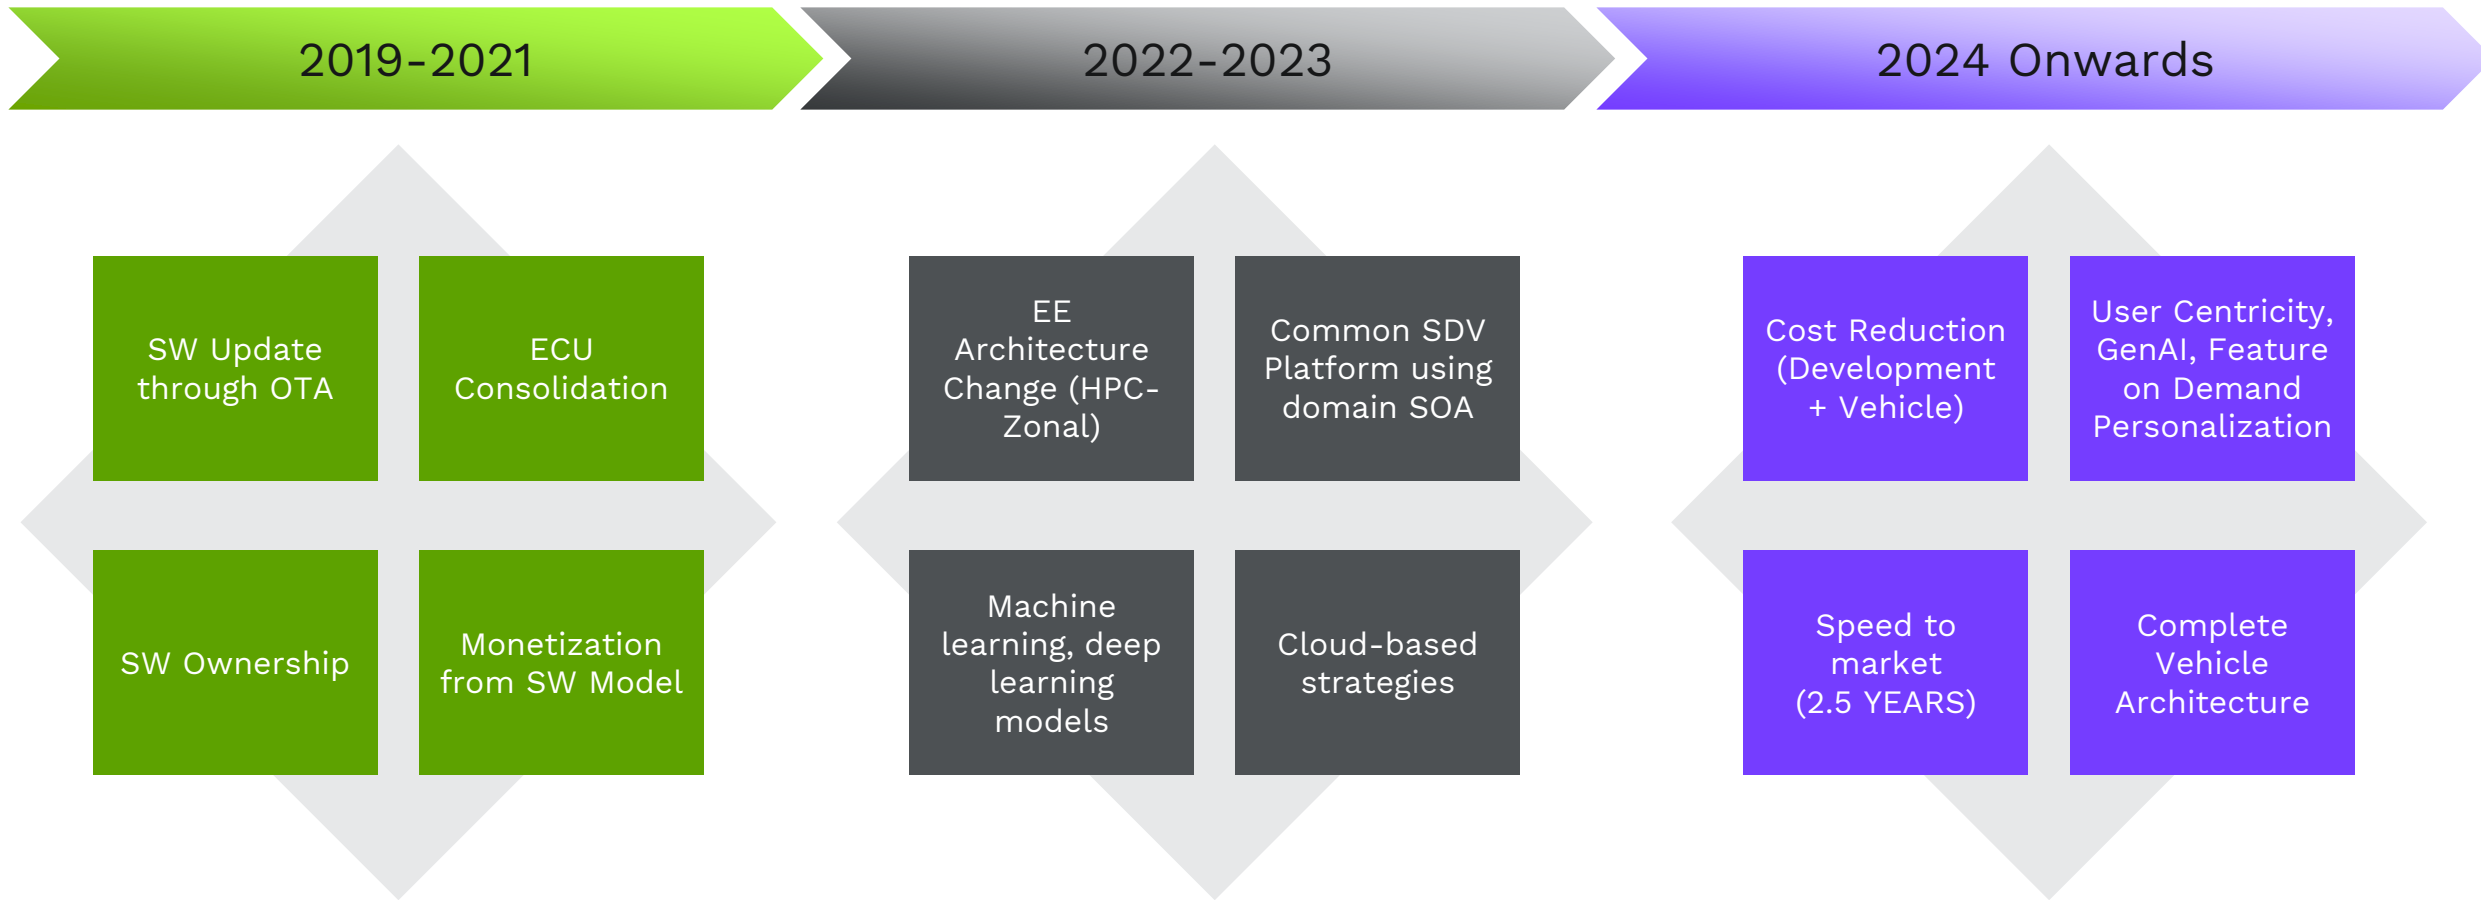 2019-2021
2022-2023
2024 Onwards
SW Update
through OTA
ECU
Consolidation
SW Ownership
Monetization
from SW Model
EE
Architecture
Change (HPC-
Zonal)
Common SDV
Platform using
domain SOA
Machine
learning, deep
learning
models
Cloud-based
strategies
Cost Reduction
(Development
+ Vehicle)
User Centricity,
GenAI, Feature
on Demand
Personalization
Speed to
market
(2.5 YEARS)
Complete
Vehicle
Architecture